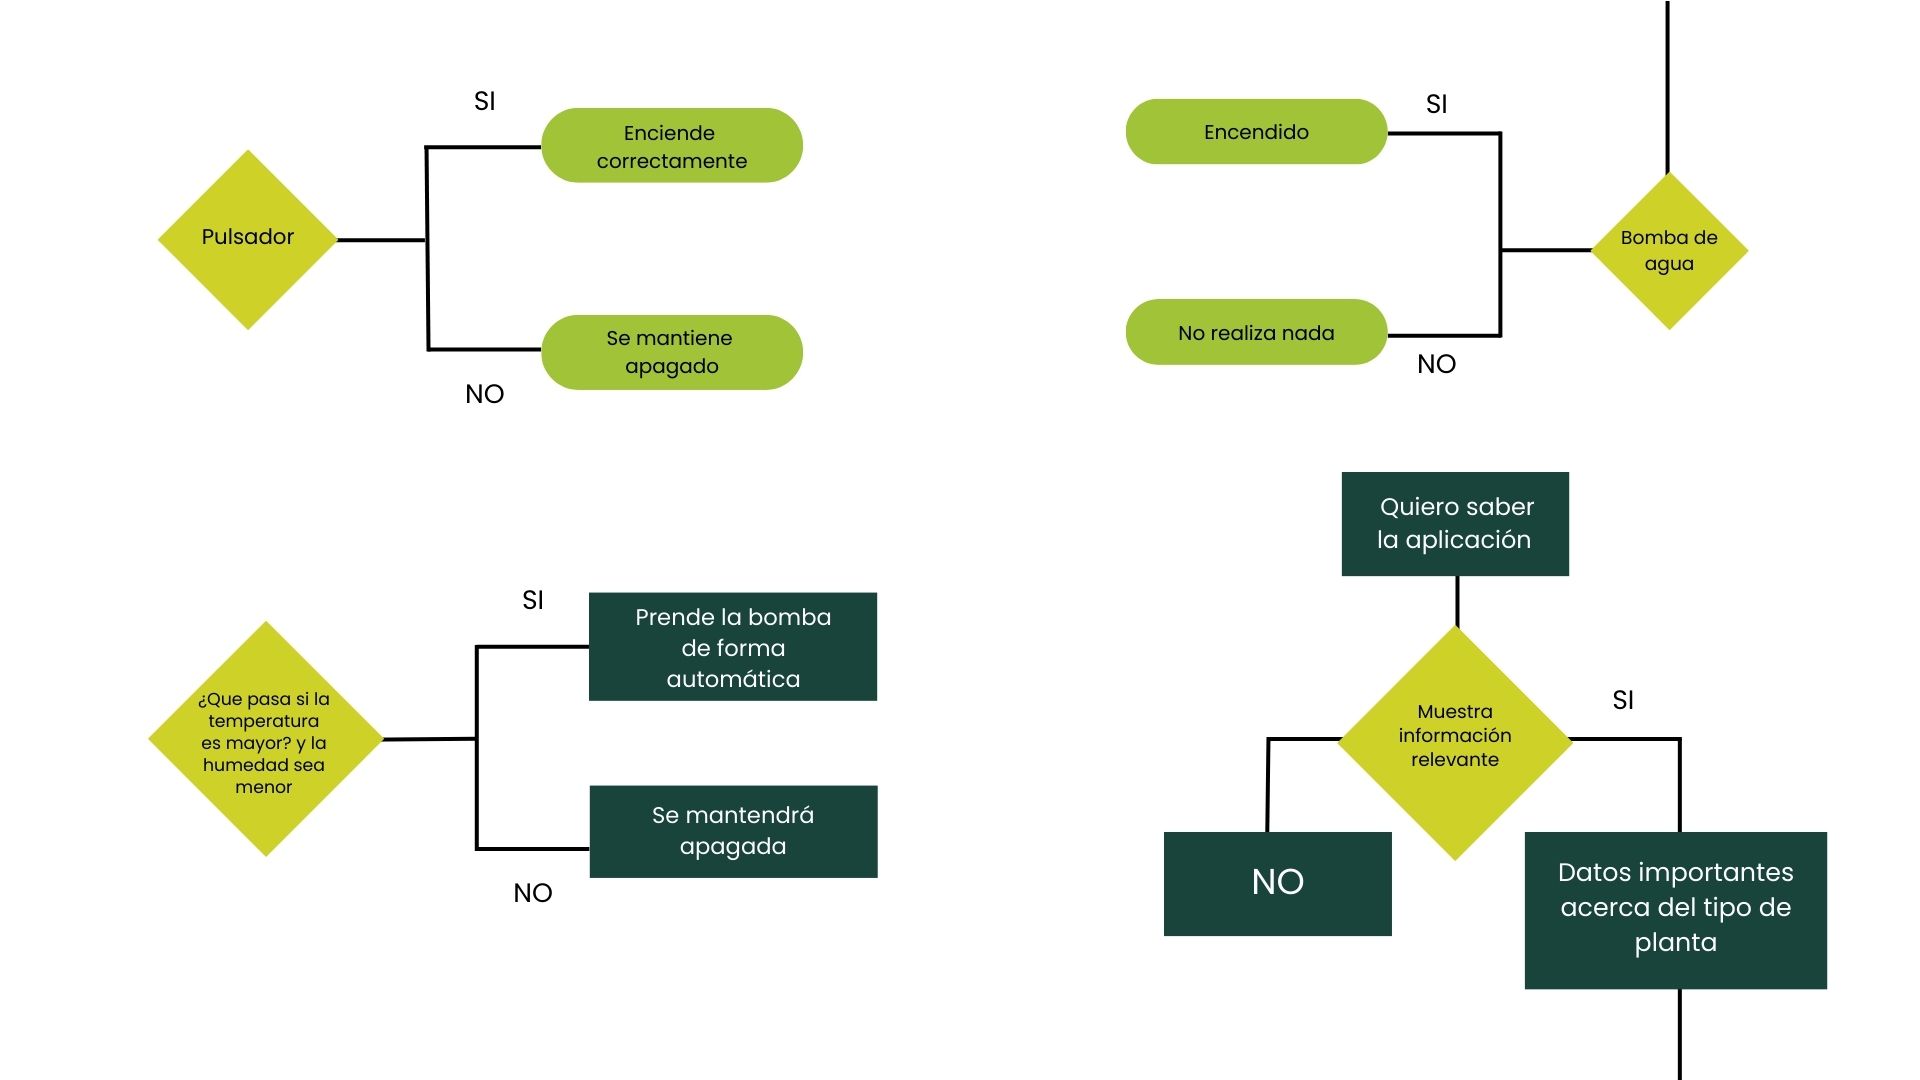 SI
Enciende
correctamente
Pulsador
Se mantiene
apagado
NO
SI
Encendido
Bomba de
agua
No realiza nada
NO
SI
Prende la bomba
de forma
automática
¿Que pasa si la
temperatura
es mayor? y la
humedad sea
menor
Se mantendrá
apagada
NO
Quiero saber
la aplicación
Muestra
información
relevante
SI
NO
Datos importantes
acerca del tipo de
planta